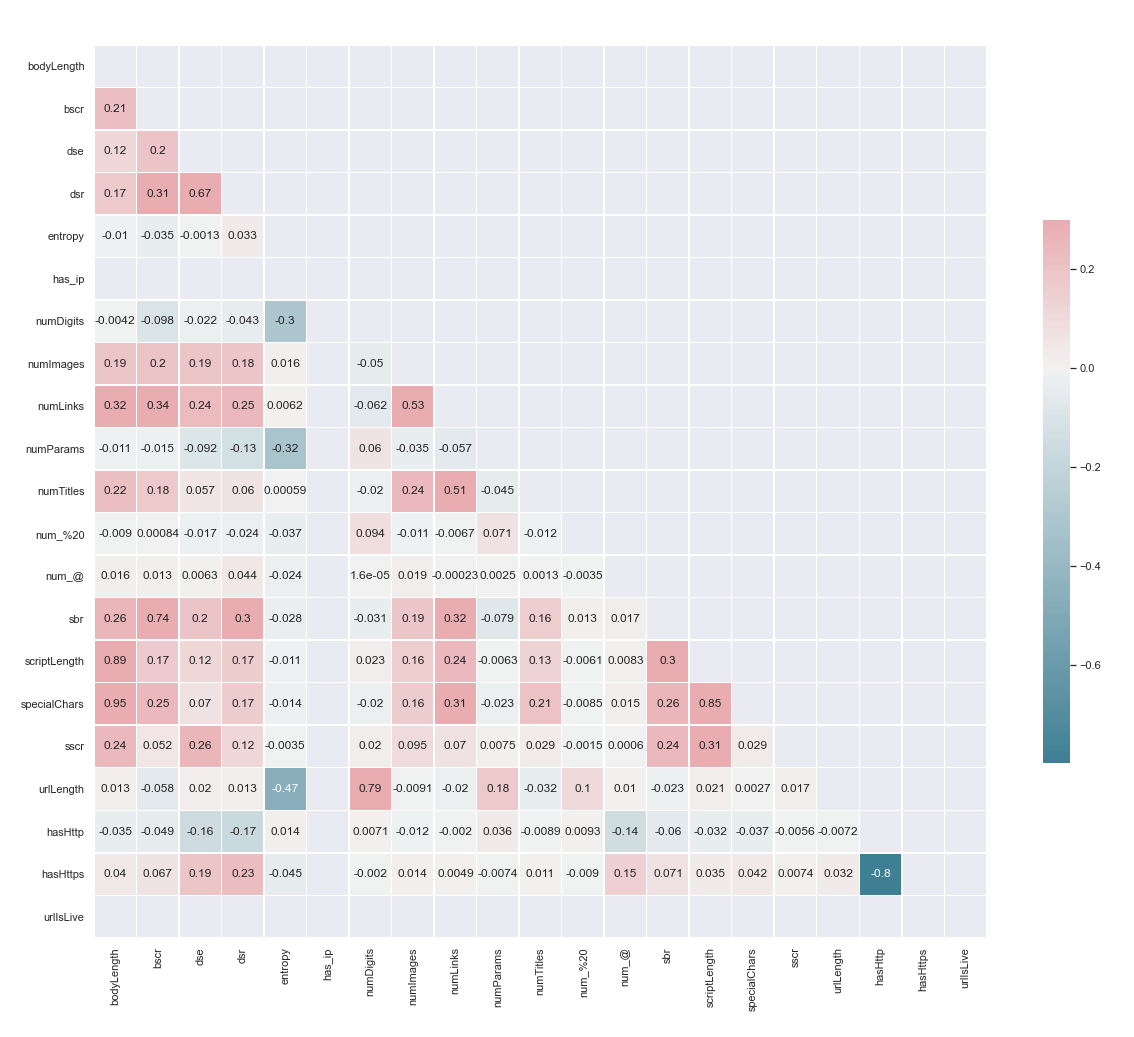 bodyLength
bscr 0.21
dse 0.12 0.2
dsr 0.17 0.31 0.67
entropy -0.01 -0.035 -0.0013 0.033
has_ip
numDigits -0.0042 -0.098 -0.022 -0.043 -0.3
numImages 0.19 0.2 0.19 0.18 0.016 -0.05
numLinks 0.32 0.34 0.24 0.25 0.0062 -0.062 0.53
numParams -0.011 -0.015 -0.092 -0.13 -0.32 0.06 -0.035 -0.057
numTitles 0.22 0.18 0.057 0.06 0.00059 -0.02 0.24 0.51 -0.045
num_%20 -0.009 0.00084 -0.017 -0.024 -0.037 0.094 -0.011 -0.0067 0.071 -0.012
num_@ 0.016 0.013 0.0063 0.044 -0.024 1.6e-05 0.019 -0.00023 0.0025 0.0013 -0.0035
sbr 0.26 0.74 0.2 0.3 -0.028 -0.031 0.19 0.32 -0.079 0.16 0.013 0.017
scriptLength 0.89 0.17 0.12 0.17 -0.011 0.023 0.16 0.24 -0.0063 0.13 -0.0061 0.0083 0.3
specialChars 0.95 0.25 0.07 0.17 -0.014 -0.02 0.16 0.31 -0.023 0.21 -0.0085 0.015 0.26 0.85
sscr 0.24 0.052 0.26 0.12 -0.0035 0.02 0.095 0.07 0.0075 0.029 -0.0015 0.0006 0.24 0.31 0.029
urlLength 0.013 -0.058 0.02 0.013 -0.47 0.79 -0.0091 -0.02 0.18 -0.032 0.1 0.01 -0.023 0.021 0.0027 0.017
hasHttp -0.035 -0.049 -0.16 -0.17 0.014 0.0071 -0.012 -0.002 0.036 -0.0089 0.0093 -0.14 -0.06 -0.032 -0.037 -0.0056 -0.0072
hasHttps 0.04 0.067 0.19 0.23 -0.045 -0.002 0.014 0.0049 -0.0074 0.011 -0.009 0.15 0.071 0.035 0.042 0.0074 0.032 -0.8
urlIsLive
bodyLength bscr dse dsr entropy has_ip numDigits numImages numLinks numParams numTitles num_%20 num_@ sbr scriptLength specialChars sscr urlLength hasHttp hasHttps urlIsLive
0.2
0.0
−0.2
−0.4
−0.6